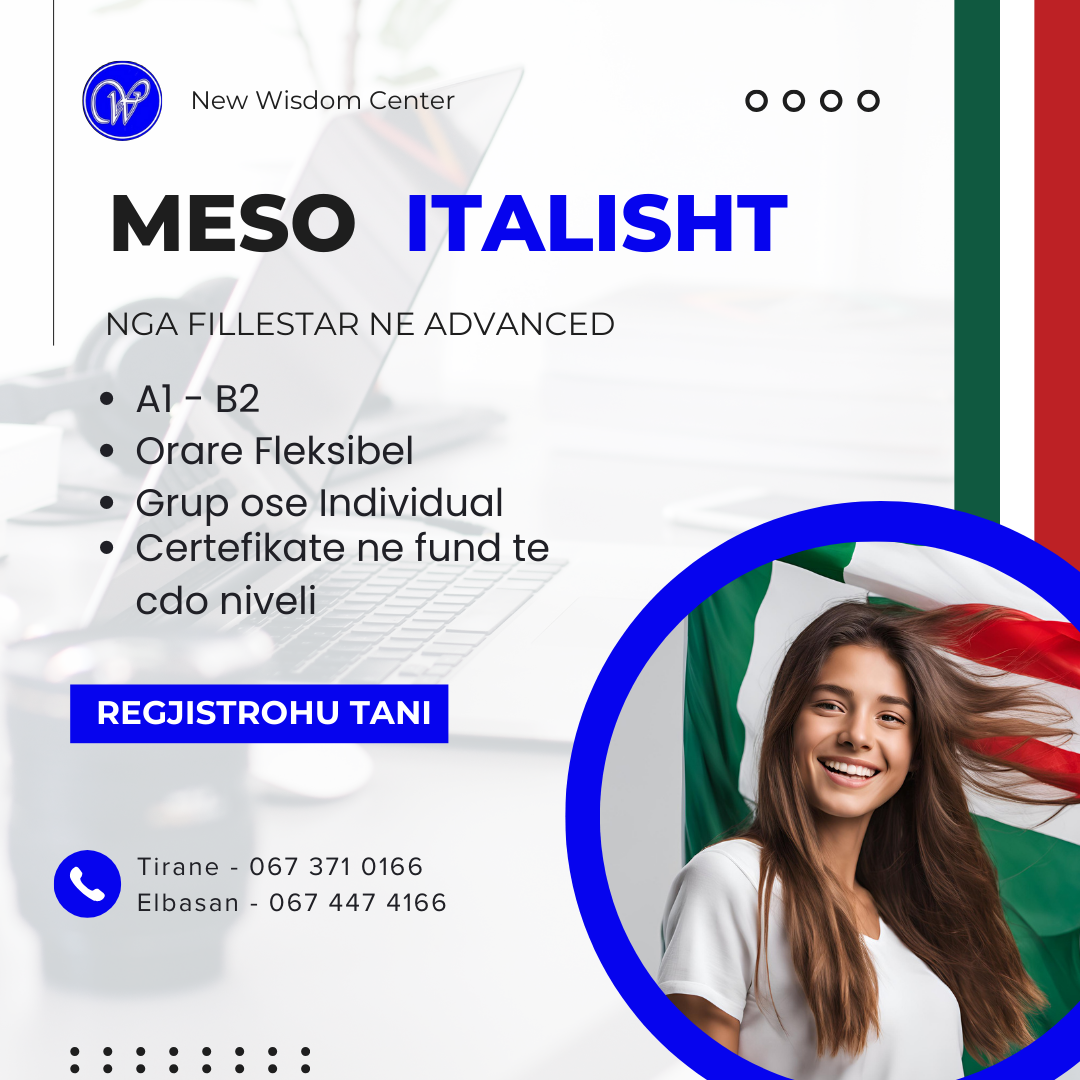 New Wisdom Center
MESO ITALISHT
NGA FILLESTAR NE ADVANCED
A1 - B2
Orare Fleksibel
Grup ose Individual
Certefikate ne fund te
cdo niveli
REGJISTROHU TANI
Tirane - 067 371 0166
Elbasan - 067 447 4166